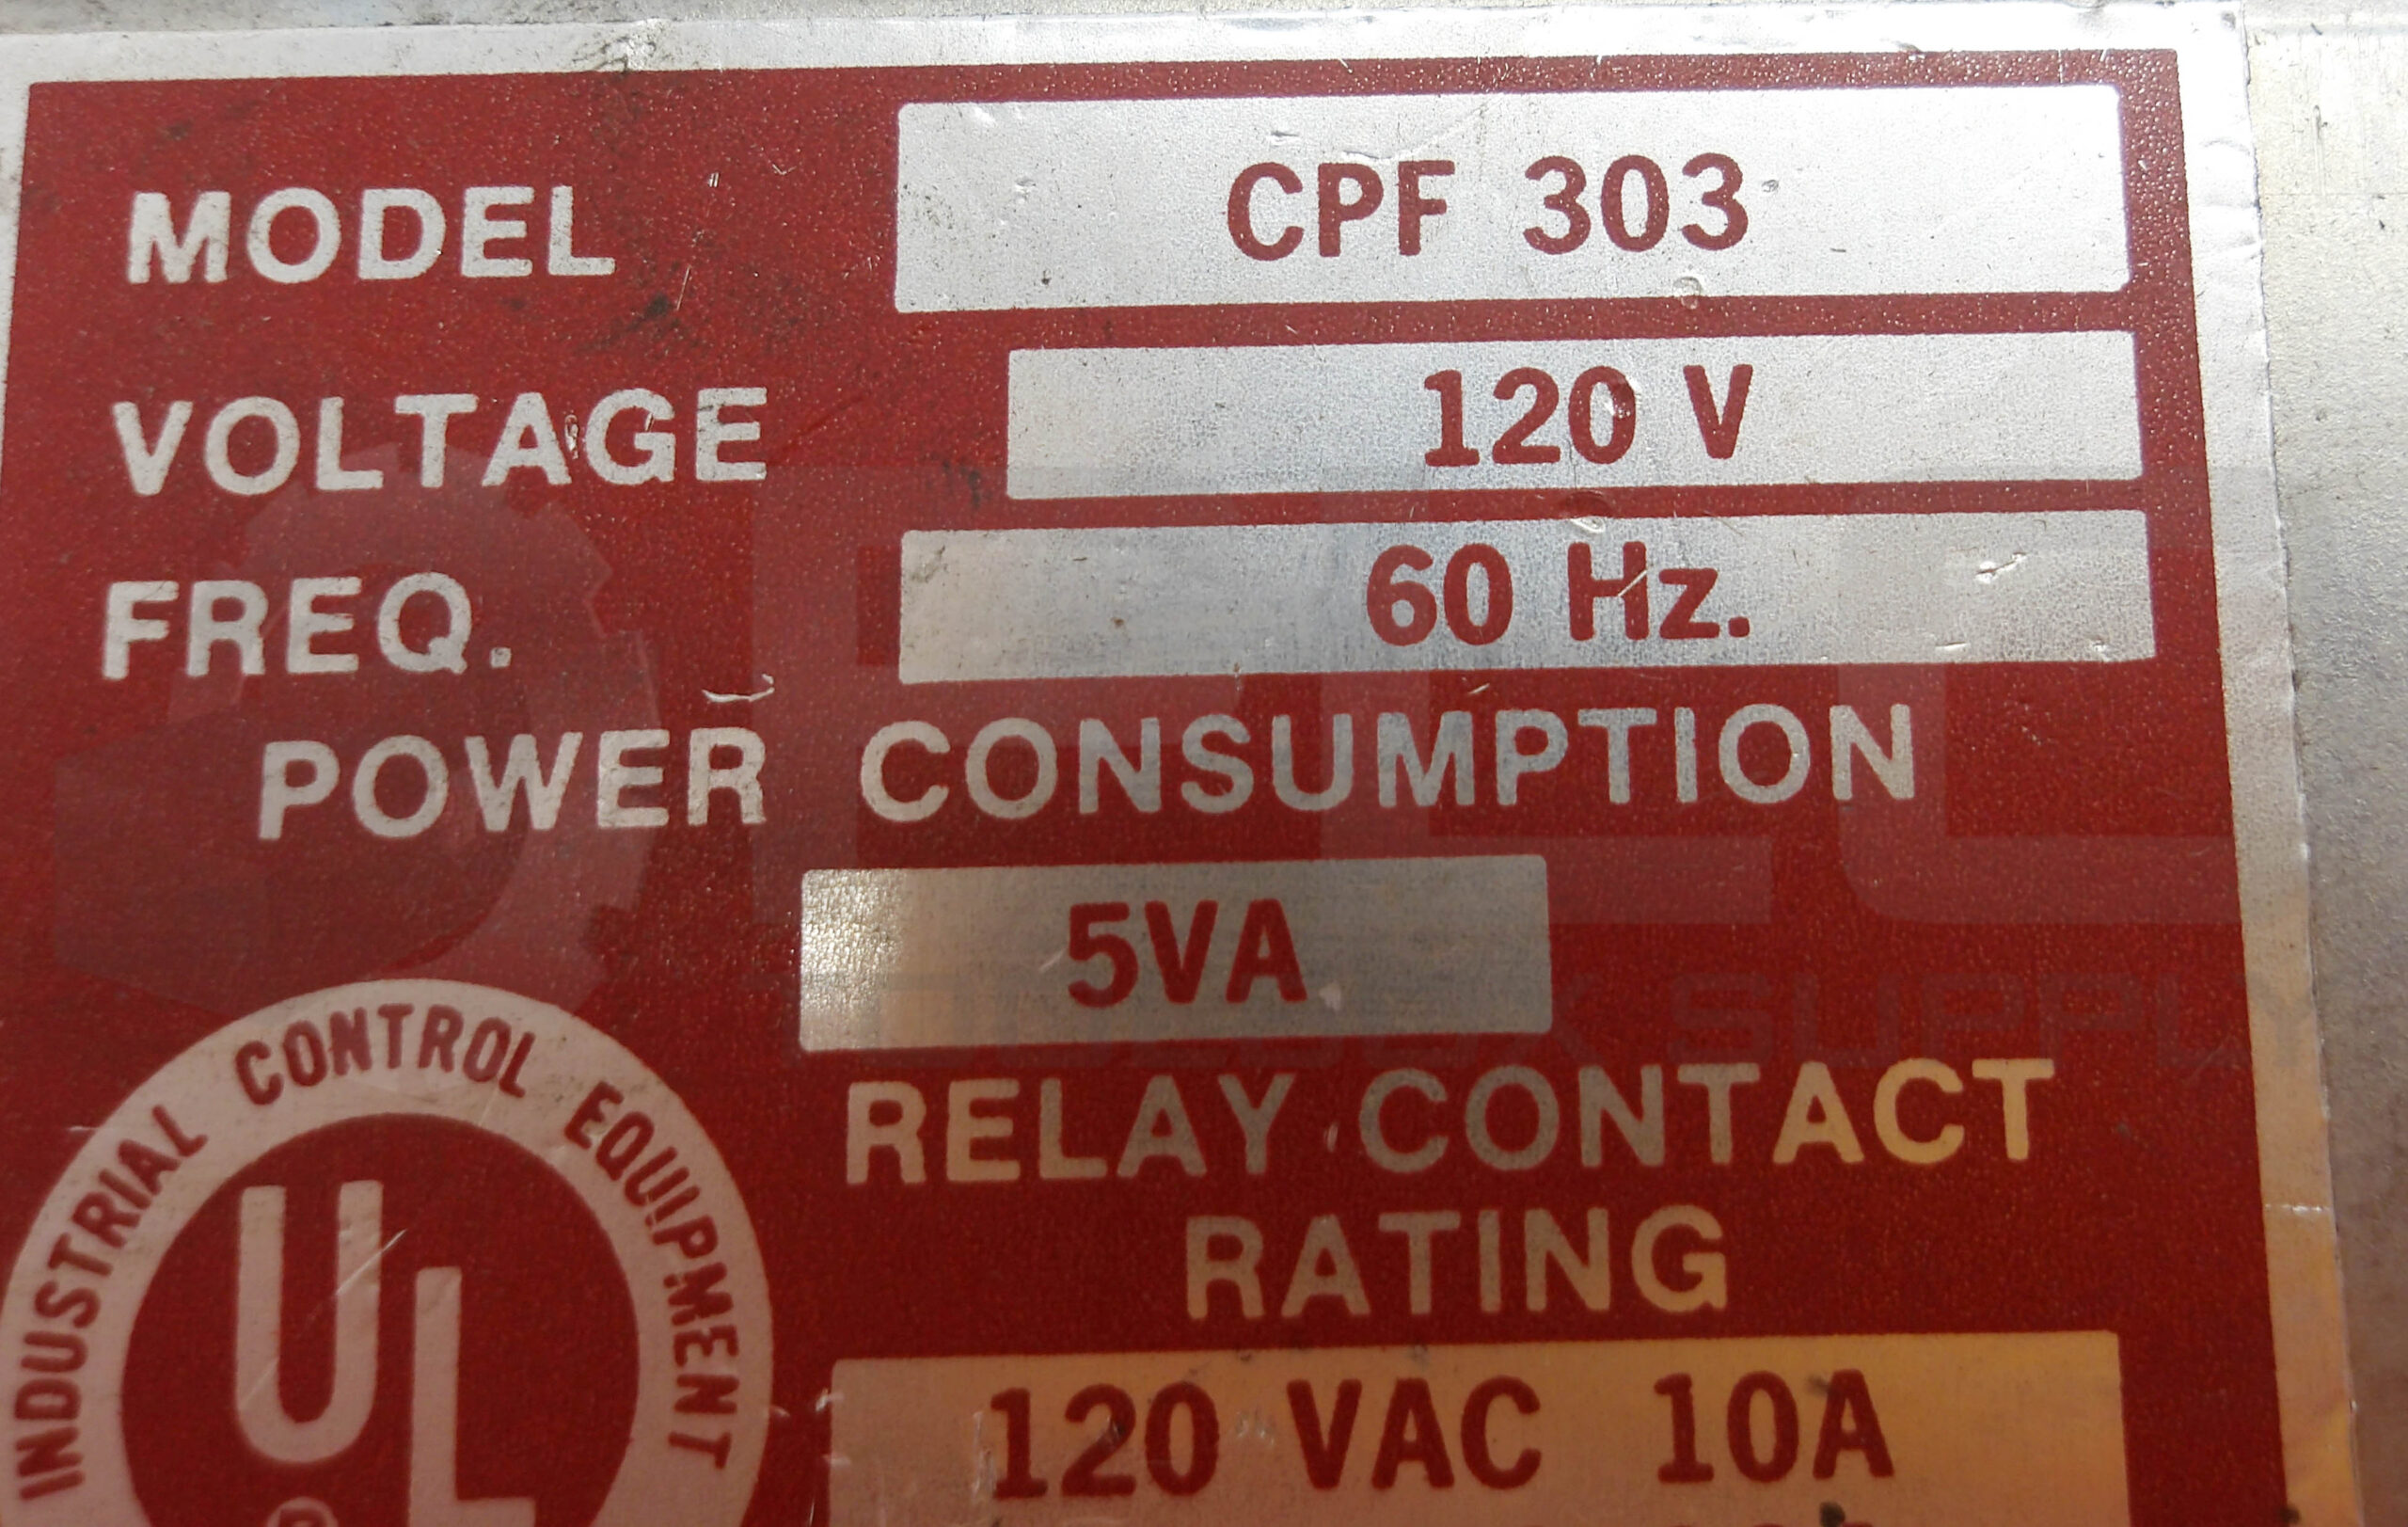 MODEL CPF 303
VOLTAGE 120 V
FREQ. 60 Hz.
POWER CONSUMPTION
5VA
INDUSTRIAL CONTROL EQUIPMENT
UL
®
RELAY CONTACT
RATING
120 VAC 10A
SUPPLY